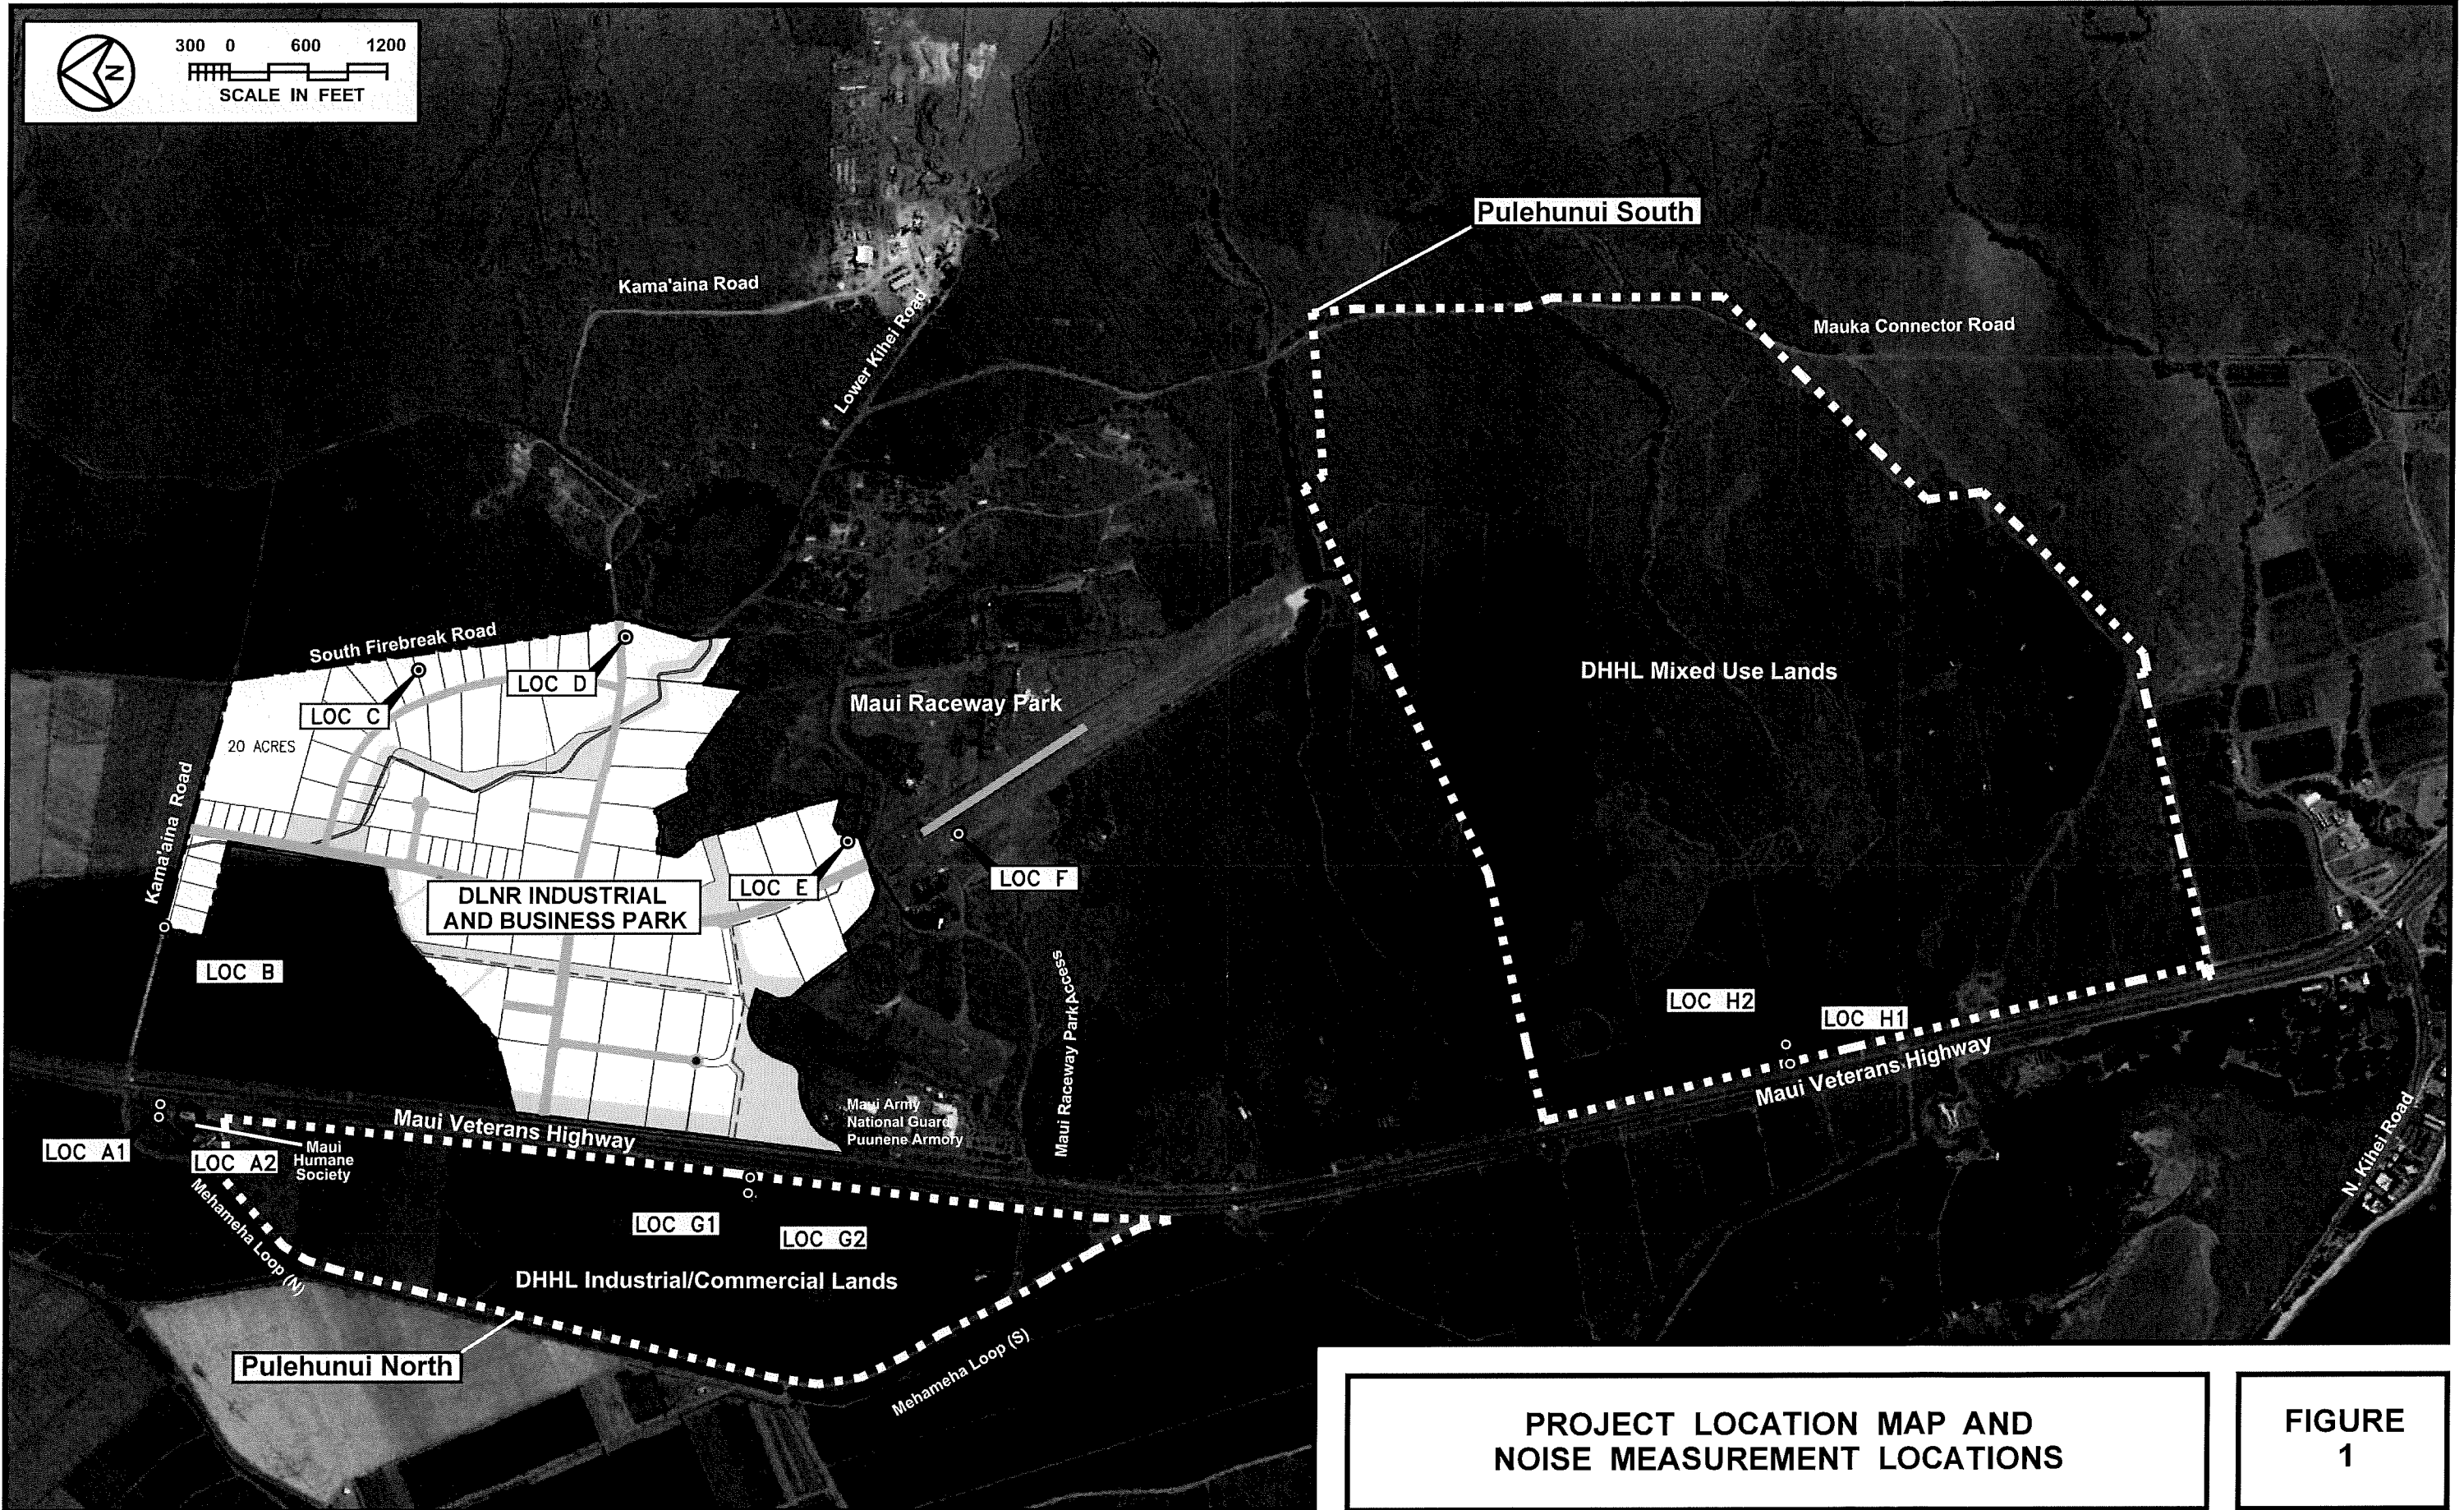 N
300 0 600 1200
SCALE IN FEET
Pulehunui South
Kama'aina Road
Mauka Connector Road
Lower Kihei Road
South Firebreak Road
LOC D
LOC C
DHHL Mixed Use Lands
Maui Raceway Park
20 ACRES
Kama'aina Road
LOC F
LOC E
DLNR INDUSTRIAL
AND BUSINESS PARK
LOC B
LOC H2
LOC H1
Maui Raceway Park Access
Maui Veterans Highway
Maui Army
National Guard
Puunene Armory
Maui Veterans Highway
LOC A1
LOC A2
Maui
Humane
Society
N. Kihei Road
Mehameha Loop (N)
LOC G1
LOC G2
DHHL Industrial/Commercial Lands
Pulehunui North
Mehameha Loop (S)
PROJECT LOCATION MAP AND
NOISE MEASUREMENT LOCATIONS
FIGURE
1